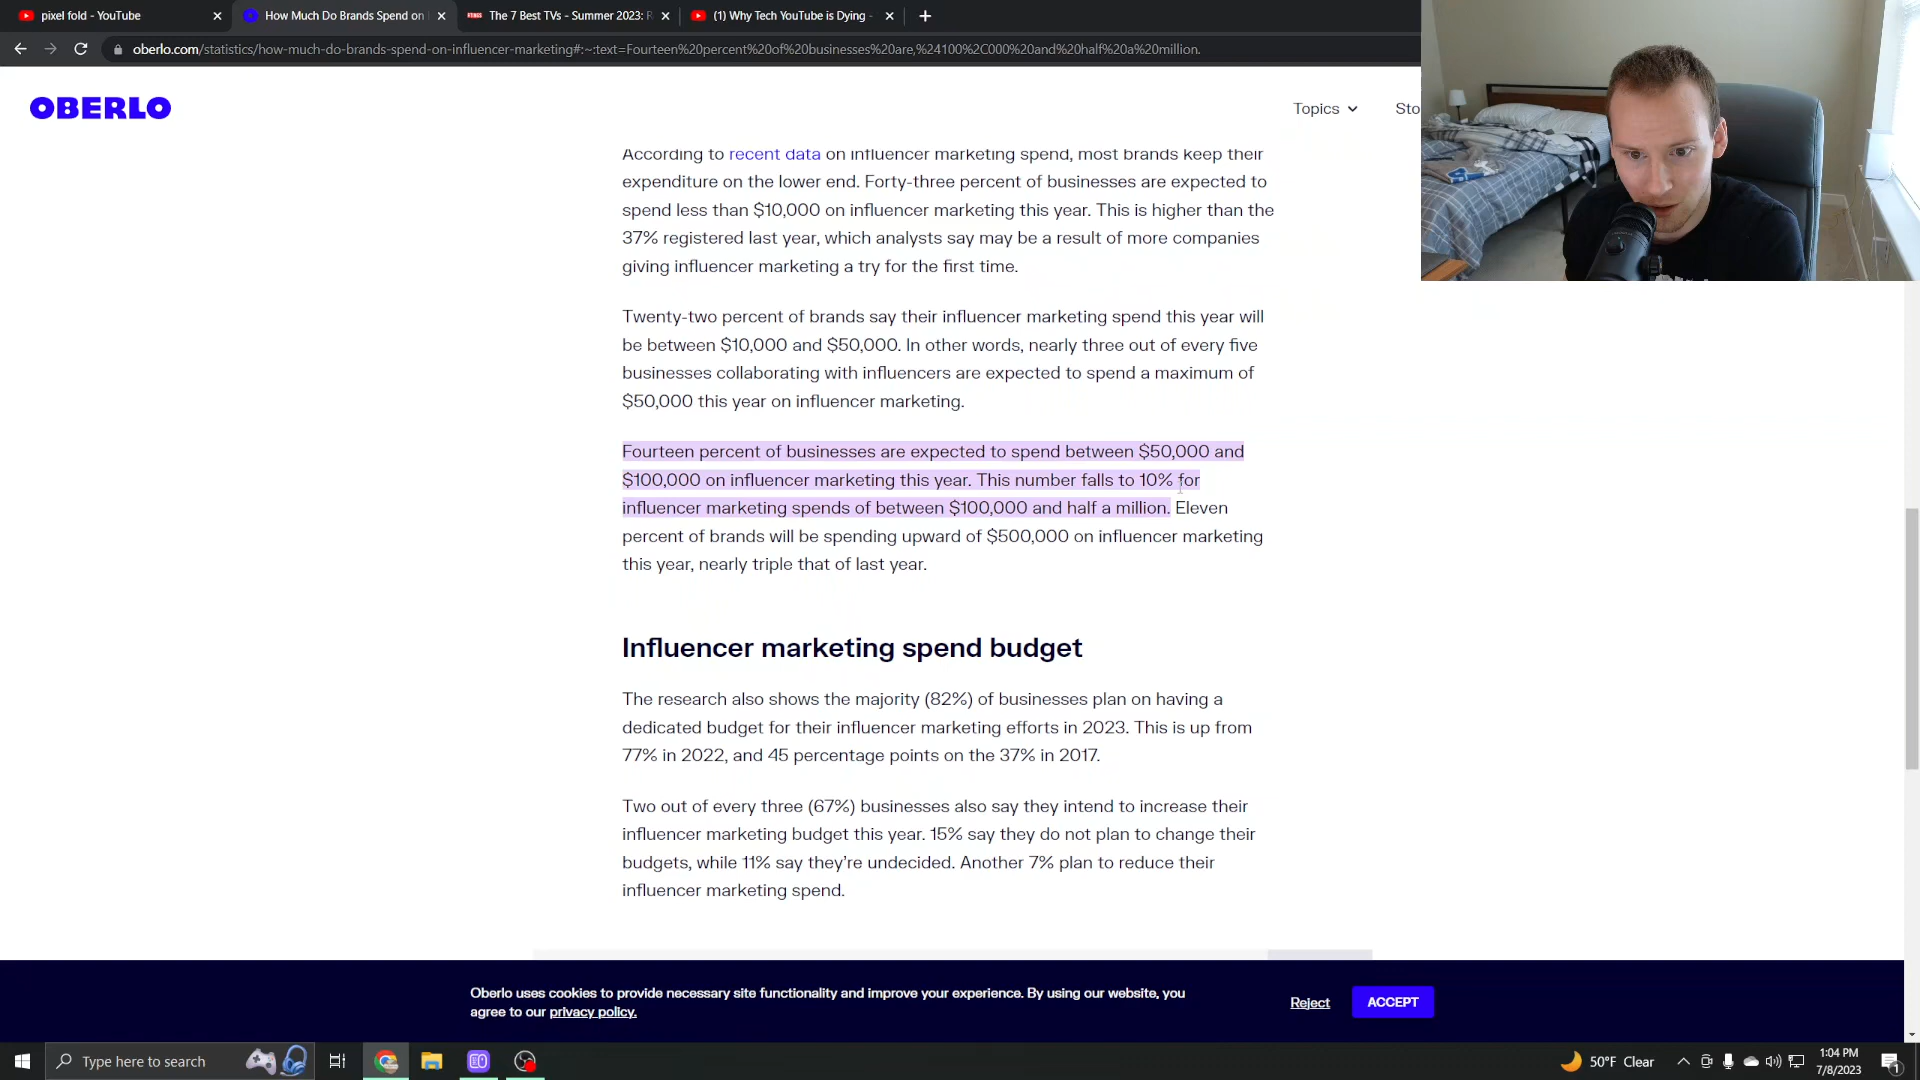 pixel fold - YouTube
How Much Do Brands Spend on
The 7 Best TVs - Summer 2023: R
(1) Why Tech YouTube is Dying -
oberlo.com/statistics/how-much-do-brands-spend-on-influencer-marketing#:~:text=Fourteen%20percent%20of%20businesses%20are,%24100%2C000%20and%20half%20a%20million.
OBERLO
Topics
Sto
According to recent data on influencer marketing spend, most brands keep their
expenditure on the lower end. Forty-three percent of businesses are expected to
spend less than $10,000 on influencer marketing this year. This is higher than the
37% registered last year, which analysts say may be a result of more companies
giving influencer marketing a try for the first time.
Twenty-two percent of brands say their influencer marketing spend this year will
be between $10,000 and $50,000. In other words, nearly three out of every five
businesses collaborating with influencers are expected to spend a maximum of
$50,000 this year on influencer marketing.
Fourteen percent of businesses are expected to spend between $50,000 and
$100,000 on influencer marketing this year. This number falls to 10% for
influencer marketing spends of between $100,000 and half a million. Eleven
percent of brands will be spending upward of $500,000 on influencer marketing
this year, nearly triple that of last year.
Influencer marketing spend budget
The research also shows the majority (82%) of businesses plan on having a
dedicated budget for their influencer marketing efforts in 2023. This is up from
77% in 2022, and 45 percentage points on the 37% in 2017.
Two out of every three (67%) businesses also say they intend to increase their
influencer marketing budget this year. 15% say they do not plan to change their
budgets, while 11% say they're undecided. Another 7% plan to reduce their
influencer marketing spend.
Oberlo uses cookies to provide necessary site functionality and improve your experience. By using our website, you
agree to our privacy policy.
Reject
ACCEPT
Type here to search
50°F Clear
1:04 PM
7/8/2023
1